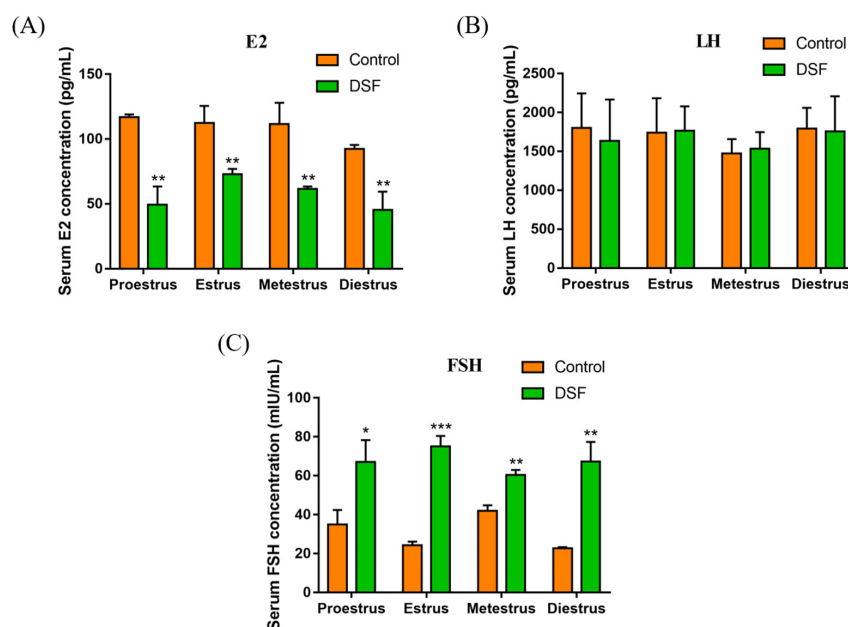 (A)
E2
Control
DSF
Serum E2 concentration (pg/mL)
150
100
50
0
**
**
**
**
Proestrus Estrus Metestrus Diestrus
(B)
LH
Control
DSF
Serum LH concentration (pg/mL)
2500
2000
1500
1000
500
0
Proestrus Estrus Metestrus Diestrus
(C)
FSH
Control
DSF
Serum FSH concentration (mIU/mL)
80
60
40
20
0
*
***
**
**
Proestrus Estrus Metestrus Diestrus